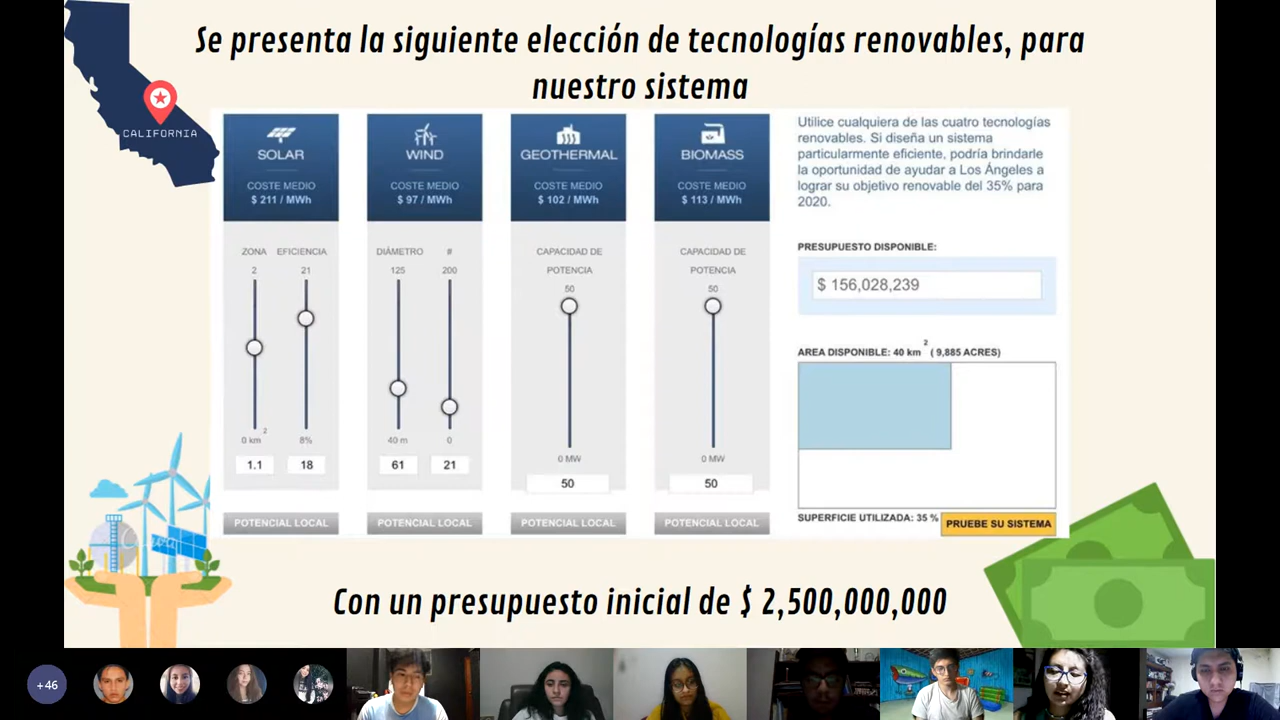 Se presenta la siguiente elección de tecnologías renovables, para
nuestro sistema
CALIFORNIA
SOLAR
COSTE MEDIO
$ 211 / MWh
ZONA EFICIENCIA
2 21
0 km 2 8%
1.1 18
POTENCIAL LOCAL
WIND
COSTE MEDIO
$ 97 / MWh
DIÁMETRO #
125 200
40 m 0
61 21
POTENCIAL LOCAL
GEOTHERMAL
COSTE MEDIO
$ 102 / MWh
CAPACIDAD DE
POTENCIA
50
0 MW
50
POTENCIAL LOCAL
BIOMASS
COSTE MEDIO
$ 113 / MWh
CAPACIDAD DE
POTENCIA
50
0 MW
50
POTENCIAL LOCAL
Utilice cualquiera de las cuatro tecnologías
renovables. Si diseña un sistema
particularmente eficiente, podría brindarle
la oportunidad de ayudar a Los Ángeles a
lograr su objetivo renovable del 35% para
2020.
PRESUPUESTO DISPONIBLE:
$ 156,028,239
AREA DISPONIBLE: 40 km 2 ( 9,885 ACRES)
SUPERFICIE UTILIZADA: 35 %
PRUEBE SU SISTEMA
Con un presupuesto inicial de $ 2,500,000,000
+46